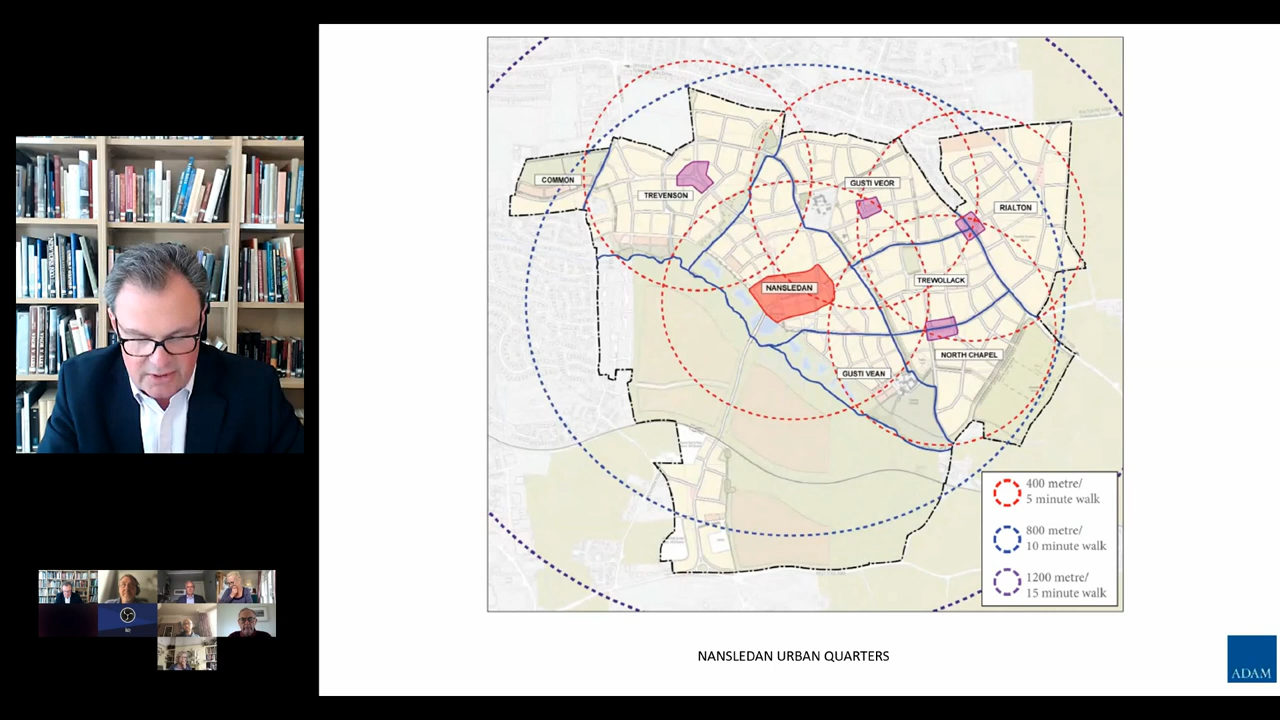 COMMON
TREVENSON
GUSTI VEOR
RIALTON
NANSLEDAN
TREWOLLACK
NORTH CHAPEL
GUSTI VEAN
400 metre/
5 minute walk
800 metre/
10 minute walk
1200 metre/
15 minute walk
NANSLEDAN URBAN QUARTERS
ADAM